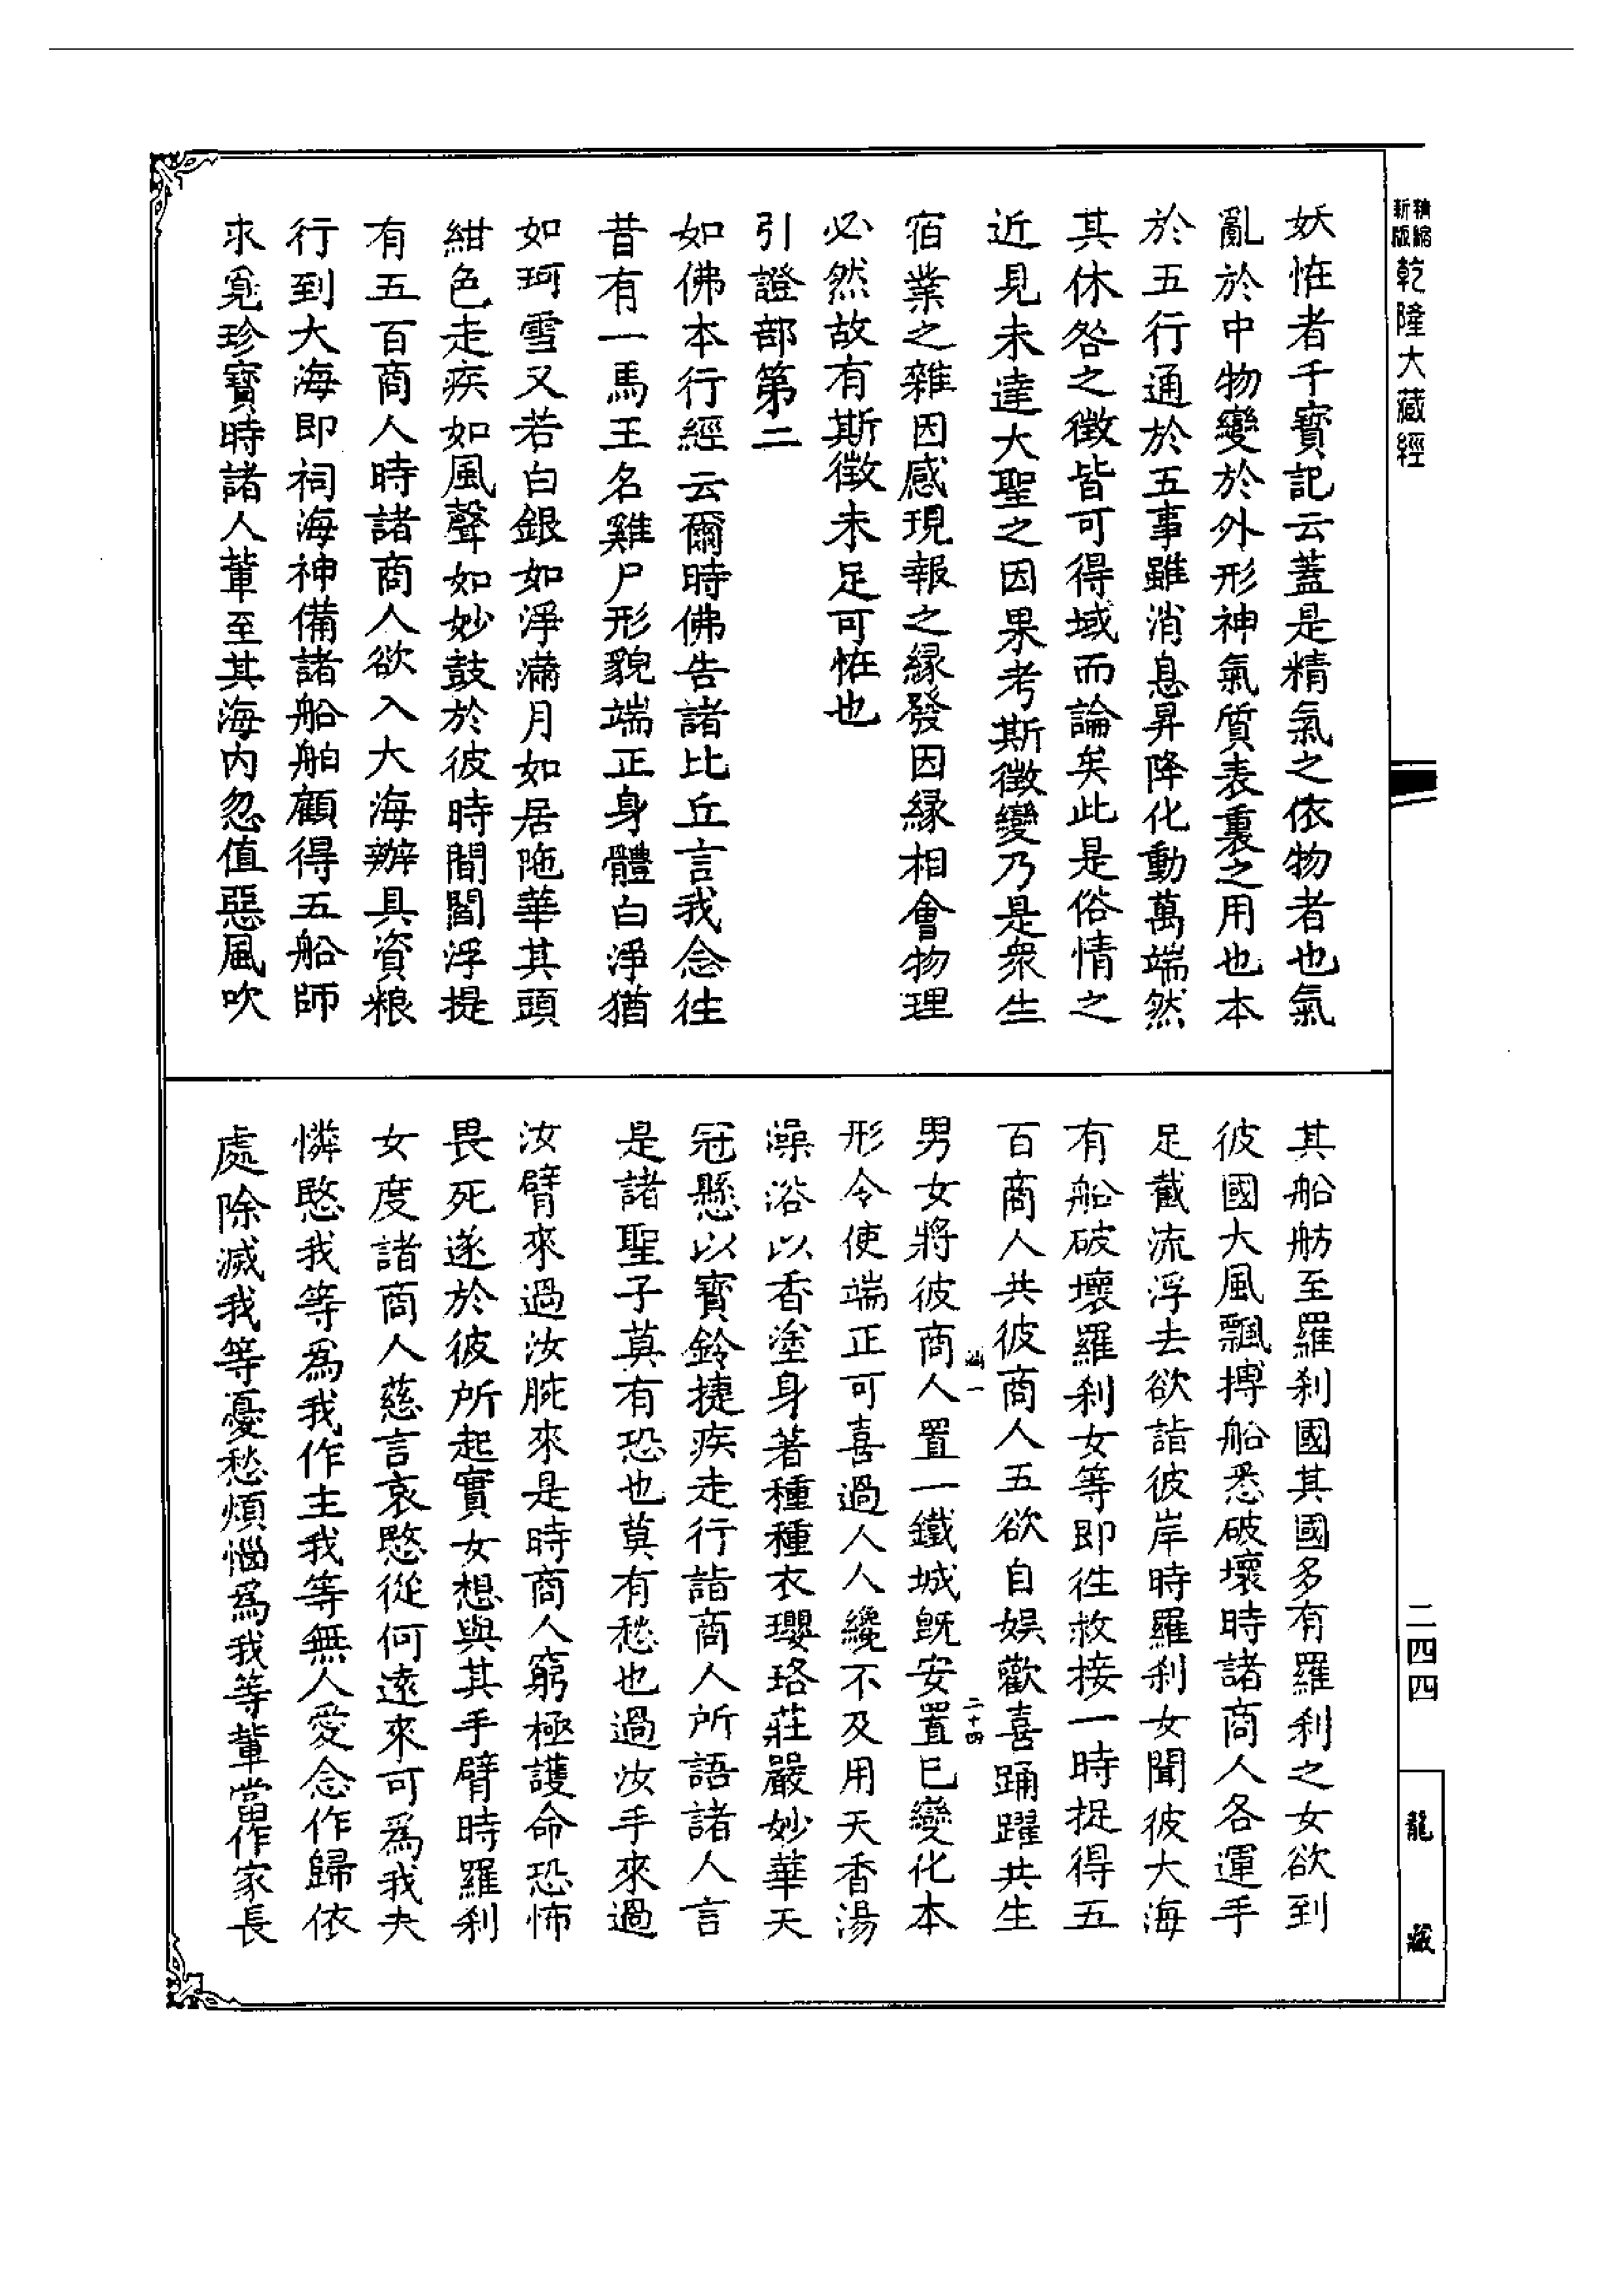 精縮新版 乾隆大藏經
妖恠者千寶記云蓋是精氣之依物者也氣
亂於中物變於外形神氣質表裏之用也本
於五行通於五事雖消息昇降化動萬端然
其休咎之徵皆可得域而論矣此是俗情之
近見未達大聖之因果考斯徵變乃是衆生
宿業之雜因感現報之緣發因緣相會物理
必然故有斯徵未足可恠也
引證部第二
如佛本行經云爾時佛告諸比丘言我念往
昔有一馬王名雞尸形貌端正身體白淨猶
如珂雪又若白銀如淨滿月如居陁華其頭
紺色走疾如風聲如妙鼓於彼時間閻浮提
有五百商人時諸商人欲入大海辦具資粮
行到大海即祠海神備諸船舶顧得五船師
求覓珍寶時諸人輩至其海內忽值惡風吹
其船舫至羅刹國其國多有羅刹之女欲到
彼國大風飄搏船悉破壞時諸商人各運手
足截流浮去欲詣彼岸時羅刹女聞彼大海
有船破壞羅刹女等即往救接一時捉得五
百商人共彼商人五欲自娛歡喜踊躍共生
男女將彼商人置一鐵城旣安置已變化本
形令使端正可喜過人人纔不及用天香湯
澡浴以香塗身著種種衣瓔珞莊嚴妙華天
冠懸以寶鈴捷疾走行詣商人所語諸人言
是諸聖子莫有恐也莫有愁也過汝手來過
汝臂來過汝腕來是時商人窮極護命恐怖
畏死遂於彼所起實女想與其手臂時羅刹
女度諸商人慈言哀愍從何遠來可爲我夫
憐愍我等爲我作主我等無人愛念作歸依
處除滅我等憂愁煩惱爲我等輩當作家長
二十四
二四四
龍藏